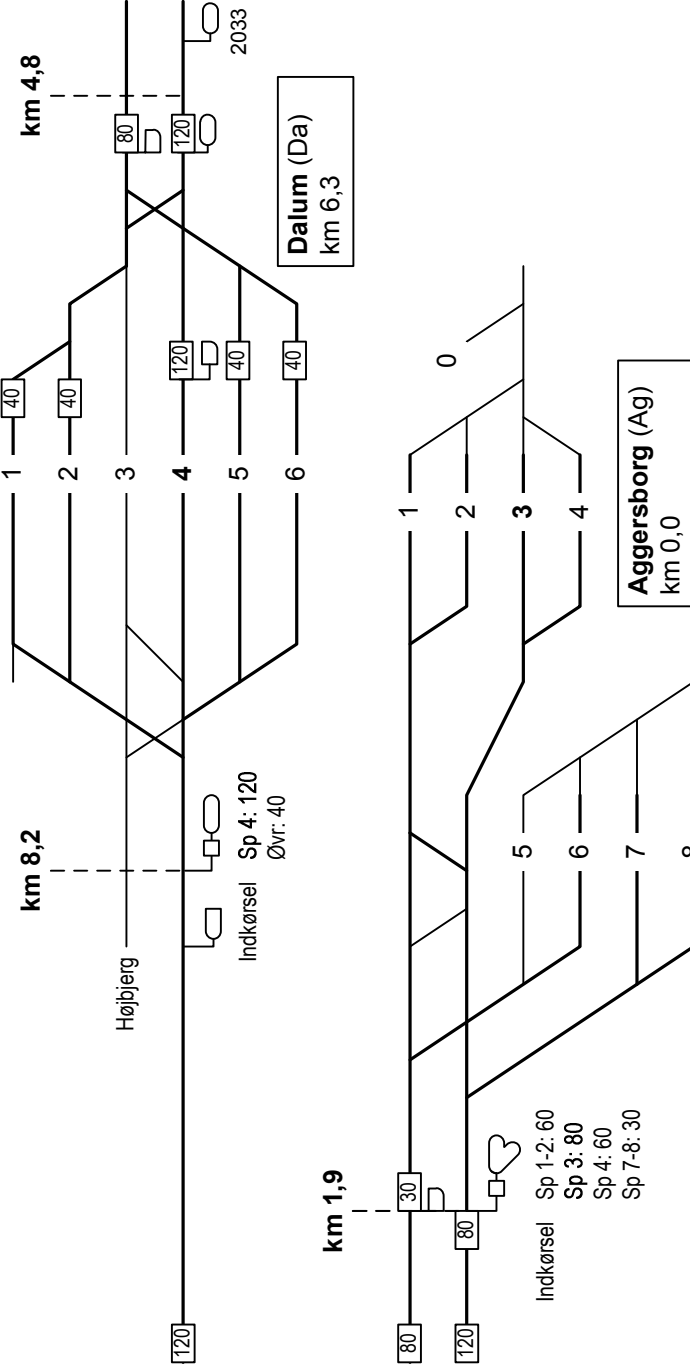 km 8,2
km 4,8
Højbjerg
1
2
3
4
5
6
40
40
80
120
120
120
40
40
2033
Indkørsel
Sp 4: 120
Øvr: 40
Dalum (Da)
km 6,3
120
km 1,9
80
120
30
80
Indkørsel
Sp 1-2: 60
Sp 3: 80
Sp 4: 60
Sp 7-8: 30
1
2
3
4
0
5
6
7
8
Aggersborg (Ag)
km 0,0